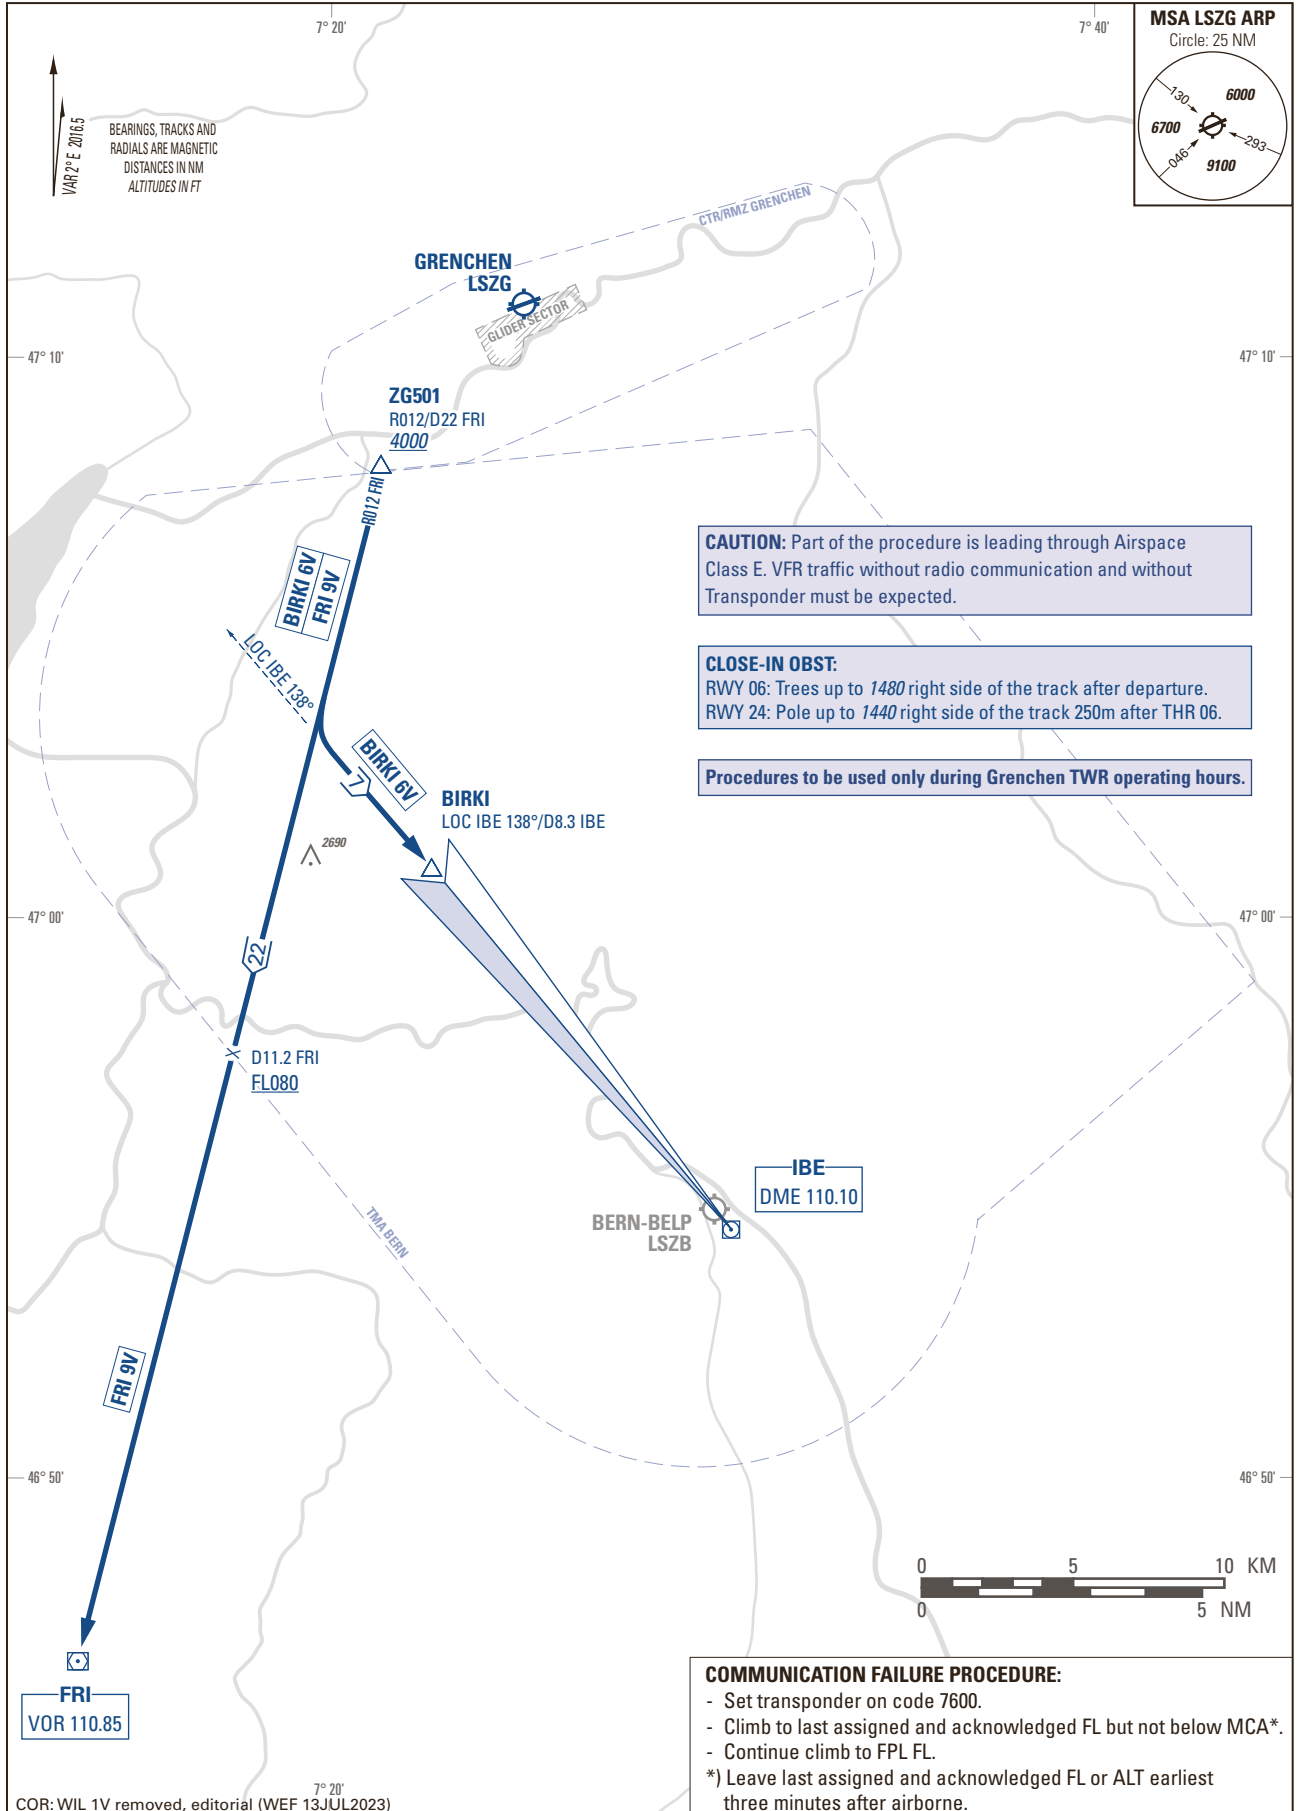 7° 20'
7° 40'
MSA LSZG ARP
Circle: 25 NM
130
6000
6700
293
046
9100
VAR 2° E 2016.5
BEARINGS, TRACKS AND
RADIALS ARE MAGNETIC
DISTANCES IN NM
ALTITUDES IN FT
CTR/RMZ GRENCHEN
GRENCHEN
LSZG
GLIDER SECTOR
47° 10'
47° 10'
ZG501
R012/D22 FRI
4000
R012 FRI
BIRKI 6V
FRI 9V
CAUTION: Part of the procedure is leading through Airspace
Class E. VFR traffic without radio communication and without
Transponder must be expected.
LOC IBE 138°
CLOSE-IN OBST:
RWY 06: Trees up to 1480 right side of the track after departure.
RWY 24: Pole up to 1440 right side of the track 250m after THR 06.
BIRKI 6V
7
Procedures to be used only during Grenchen TWR operating hours.
BIRKI
LOC IBE 138°/D8.3 IBE
2690
47° 00'
47° 00'
22
D11.2 FRI
FL080
IBE
DME 110.10
BERN-BELP
LSZB
TMA BERN
FRI 9V
46° 50'
46° 50'
0 5 10 KM
0 5 NM
FRI
VOR 110.85
COMMUNICATION FAILURE PROCEDURE:
- Set transponder on code 7600.
- Climb to last assigned and acknowledged FL but not below MCA*.
- Continue climb to FPL FL.
*) Leave last assigned and acknowledged FL or ALT earliest
three minutes after airborne.
7° 20'
COR: WIL 1V removed, editorial (WEF 13JUL2023)